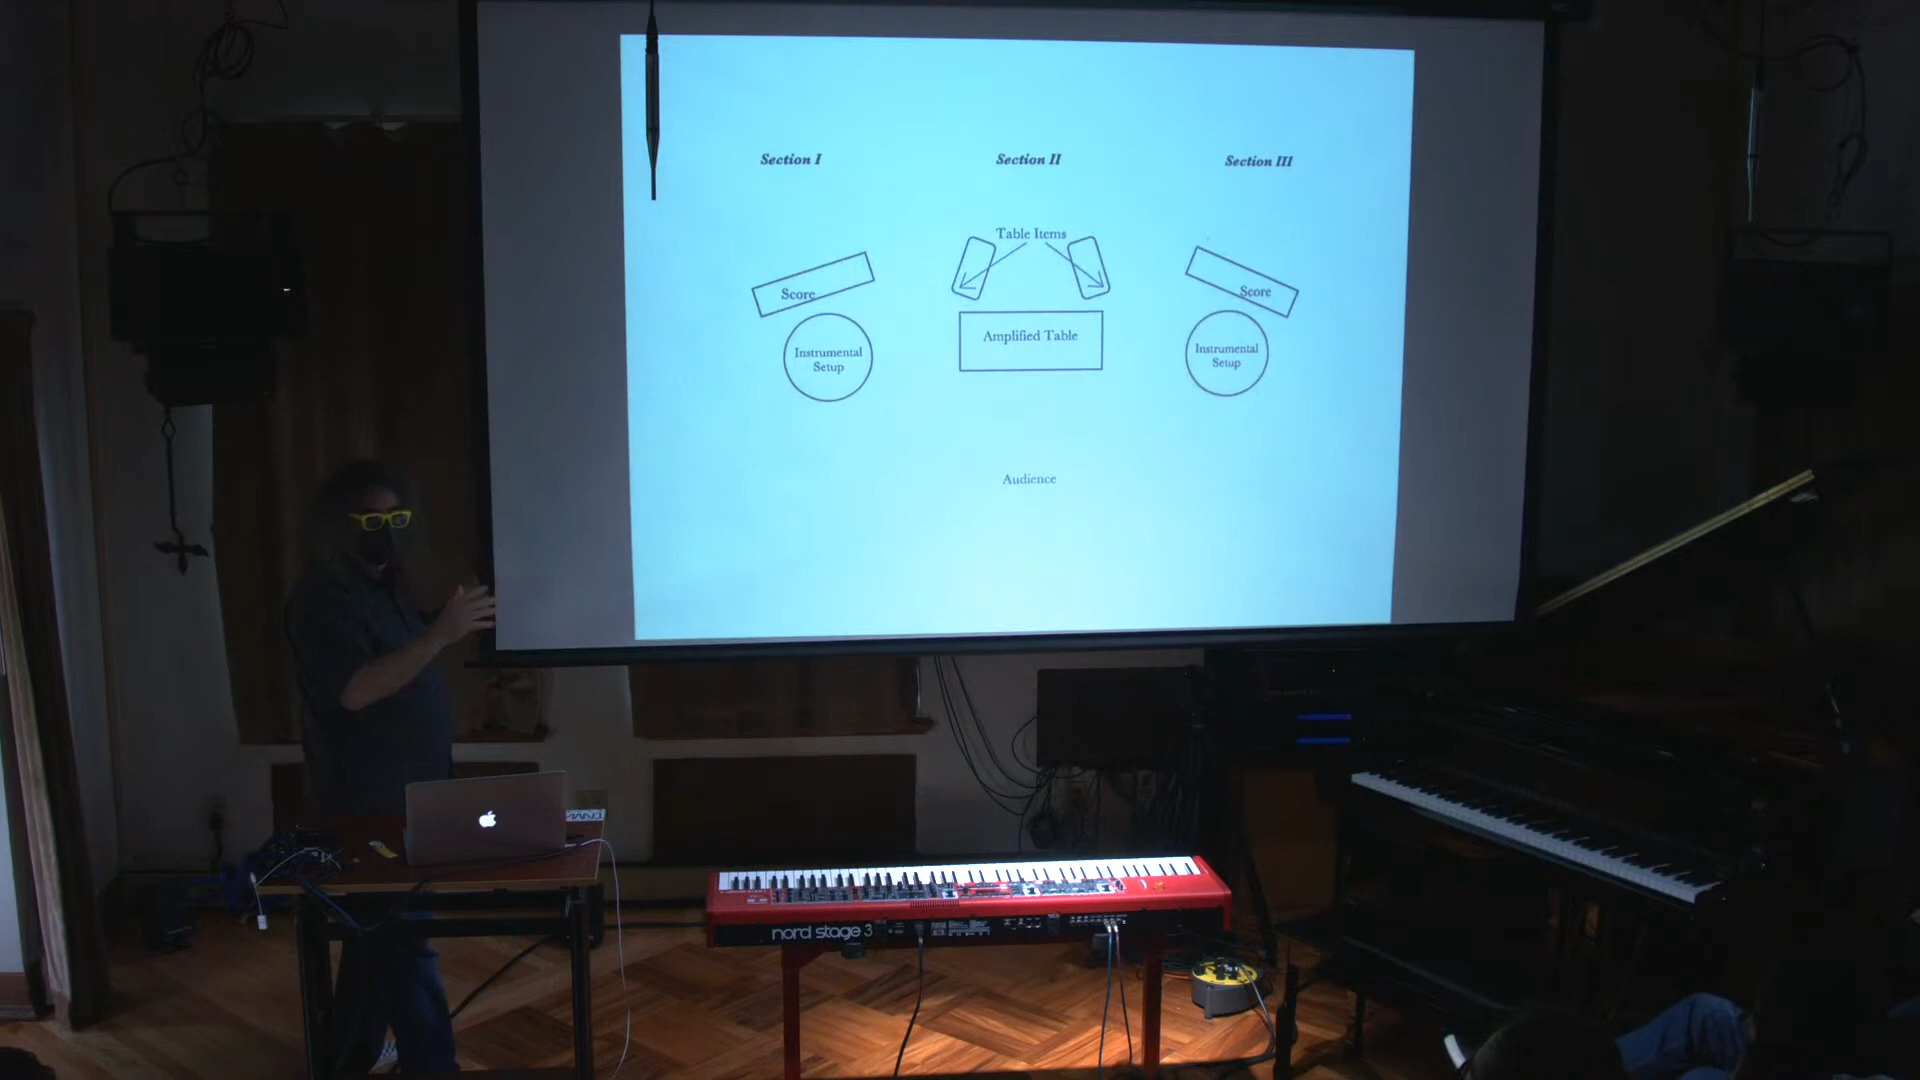 Section I
Section II
Section III
Table Items
Score
Score
Amplified Table
Instrumental
Setup
Instrumental
Setup
Audience
nord stage 3